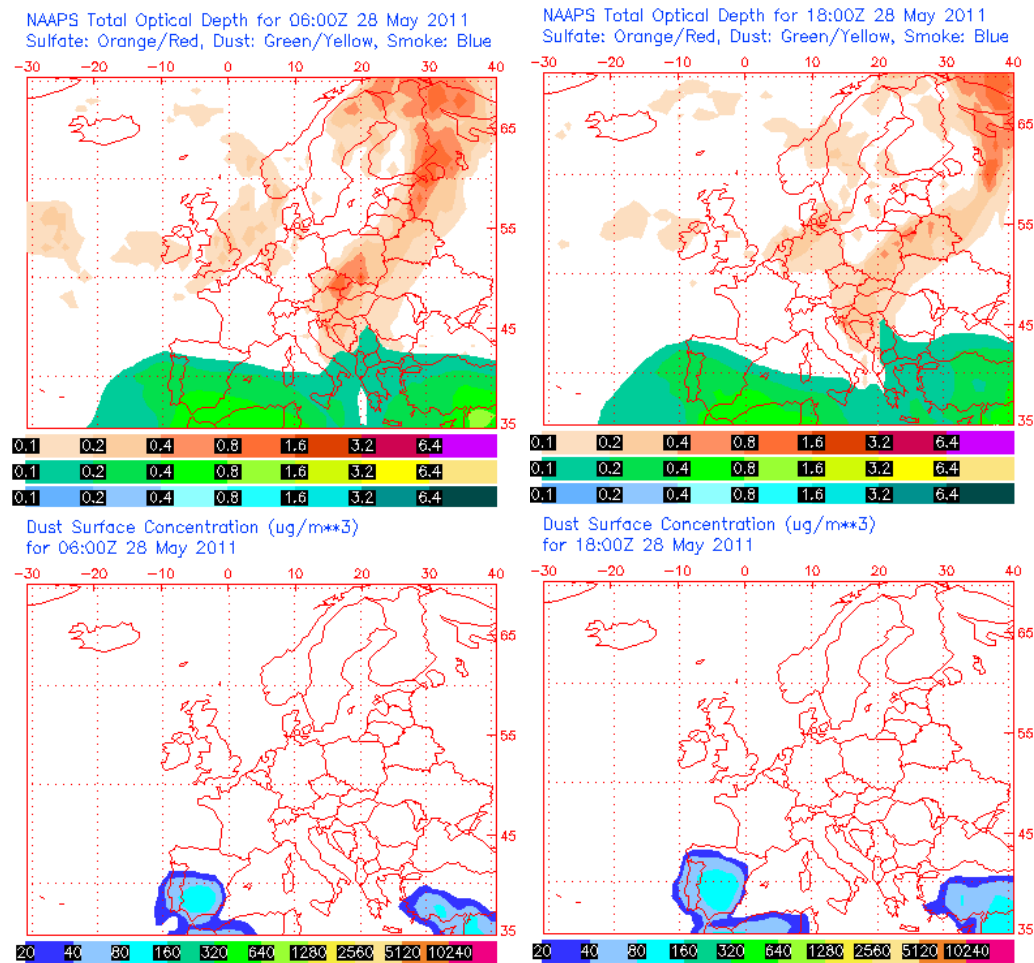 NAAPS Total Optical Depth for 06:00Z 28 May 2011
Sulfate: Orange/Red, Dust: Green/Yellow, Smoke: Blue
-30 -20 -10 0 10 20 30 40
65
55
45
35
0.1 0.2 0.4 0.8 1.6 3.2 6.4
0.1 0.2 0.4 0.8 1.6 3.2 6.4
0.1 0.2 0.4 0.8 1.6 3.2 6.4
NAAPS Total Optical Depth for 18:00Z 28 May 2011
Sulfate: Orange/Red, Dust: Green/Yellow, Smoke: Blue
-30 -20 -10 0 10 20 30 40
65
55
45
35
0.1 0.2 0.4 0.8 1.6 3.2 6.4
0.1 0.2 0.4 0.8 1.6 3.2 6.4
0.1 0.2 0.4 0.8 1.6 3.2 6.4
Dust Surface Concentration (ug/m**3)
for 06:00Z 28 May 2011
-30 -20 -10 0 10 20 30 40
65
55
45
35
20 40 80 160 320 640 1280 2560 5120 10240
Dust Surface Concentration (ug/m**3)
for 18:00Z 28 May 2011
-30 -20 -10 0 10 20 30 40
65
55
45
35
20 40 80 160 320 640 1280 2560 5120 10240